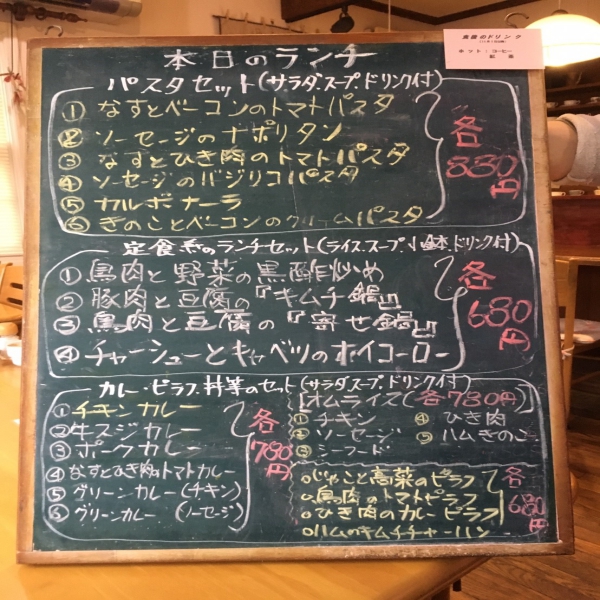 本日のランチ
食後のドリンク
ホット:コーヒー
紅茶
パスタセット(サラダ.スープ.ドリンク付)
① なすとベーコンのトマトパスタ
② ソーセージのナポリタン
③ なすとひき肉のトマトパスタ
④ ソーセージのバジリコパスタ
⑤ カルボナーラ
⑥ きのことベーコンのクリームパスタ
各830円
定食系のランチセット(ライス.スープ.小鉢.ドリンク付)
① 鳥肉と野菜の黒酢炒め
② 豚肉と豆腐の『キムチ鍋』
③ 鳥肉と豆腐の『寄せ鍋』
④ チャーシューとキャベツのホイコーロー
各680円
カレー・ピラフ.丼等のセット(サラダ.スープ.ドリンク付)
① チキンカレー
② 牛スジカレー
③ ポークカレー
④ なすとひき肉トマトカレー
⑤ グリーンカレー(チキン)
⑥ グリーンカレー(ソーセージ)
各780円
[オムライス(各780円)
① チキン ④ ひき肉
② ソーセージ ⑤ ハムきのこ
③ シーフード
○じゃこと高菜のピラフ
○鳥肉のトマトピラフ
○ひき肉のカレーピラフ
○ハムのキムチチャーハン
各680円